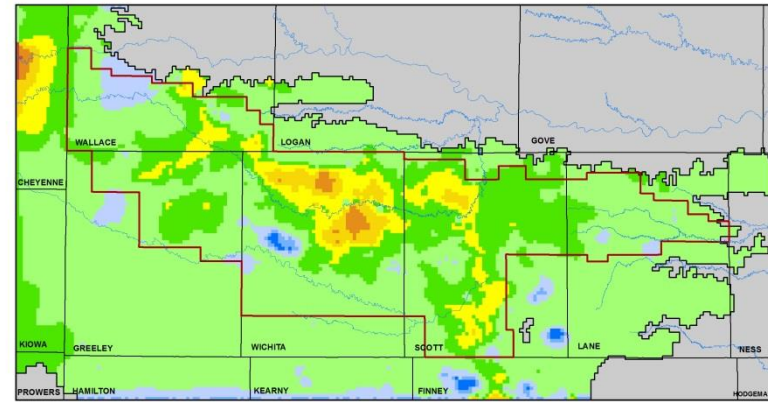 WALLACE
LOGAN
GOVE
CHEYENNE
KIOWA
GREELEY
WICHITA
SCOTT
LANE
NESS
PROWERS
HAMILTON
KEARNY
FINNEY
HODGEMA